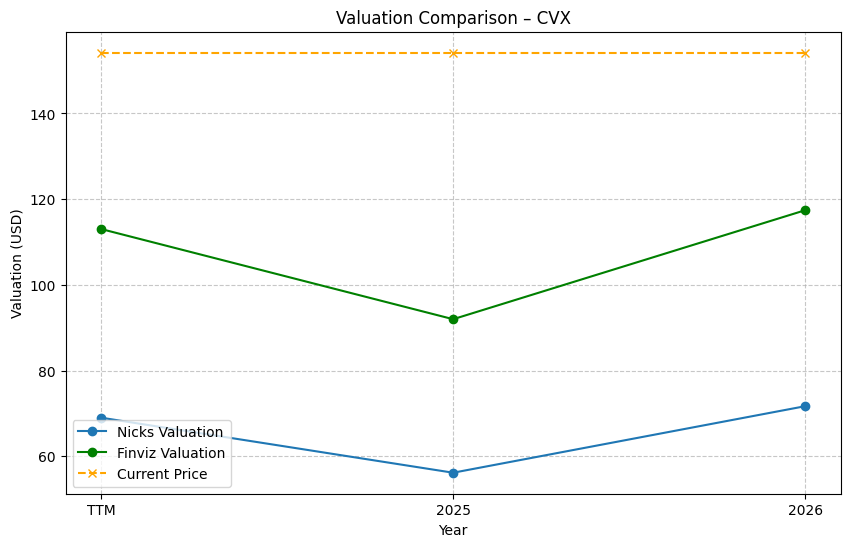 Valuation Comparison – CVX
Valuation (USD)
140
120
100
80
60
Nicks Valuation
Finviz Valuation
Current Price
TTM
2025
2026
Year